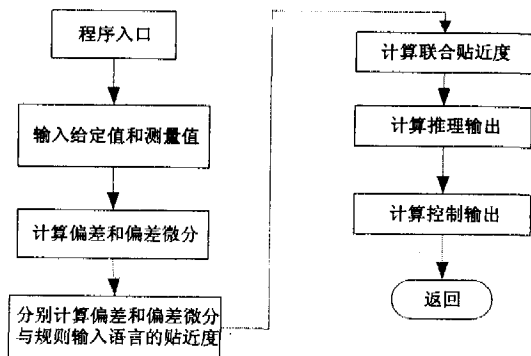 程序入口
输入给定值和测量值
计算偏差和偏差微分
分别计算偏差和偏差微分
与规则输入语言的贴近度
计算联合贴近度
计算推理输出
计算控制输出
返回